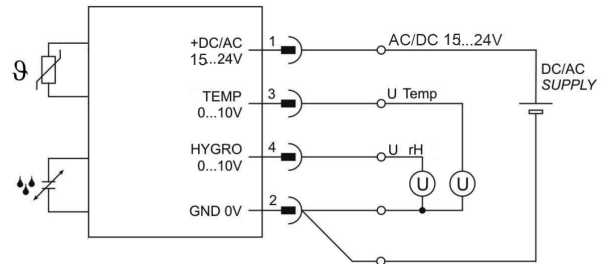 +DC/AC
15...24V
1
AC/DC 15...24V
ϑ
TEMP
0...10V
3
U Temp
DC/AC
SUPPLY
HYGRO
0...10V
4
U rH
U
U
GND 0V
2